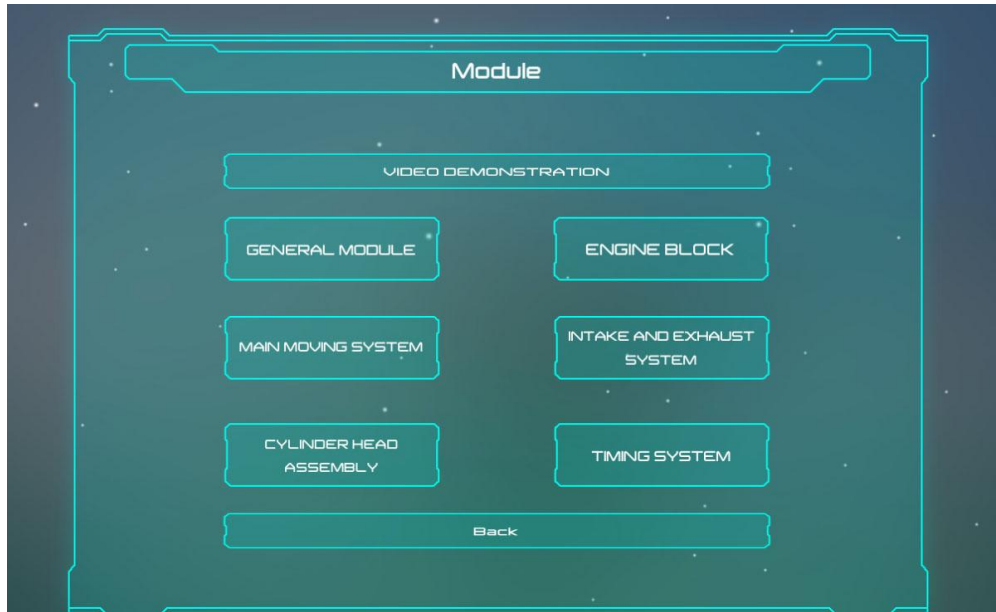 Module
VIDEO DEMONSTRATION
GENERAL MODULE
ENGINE BLOCK
MAIN MOVING SYSTEM
INTAKE AND EXHAUST
SYSTEM
CYLINDER HEAD
ASSEMBLY
TIMING SYSTEM
Back